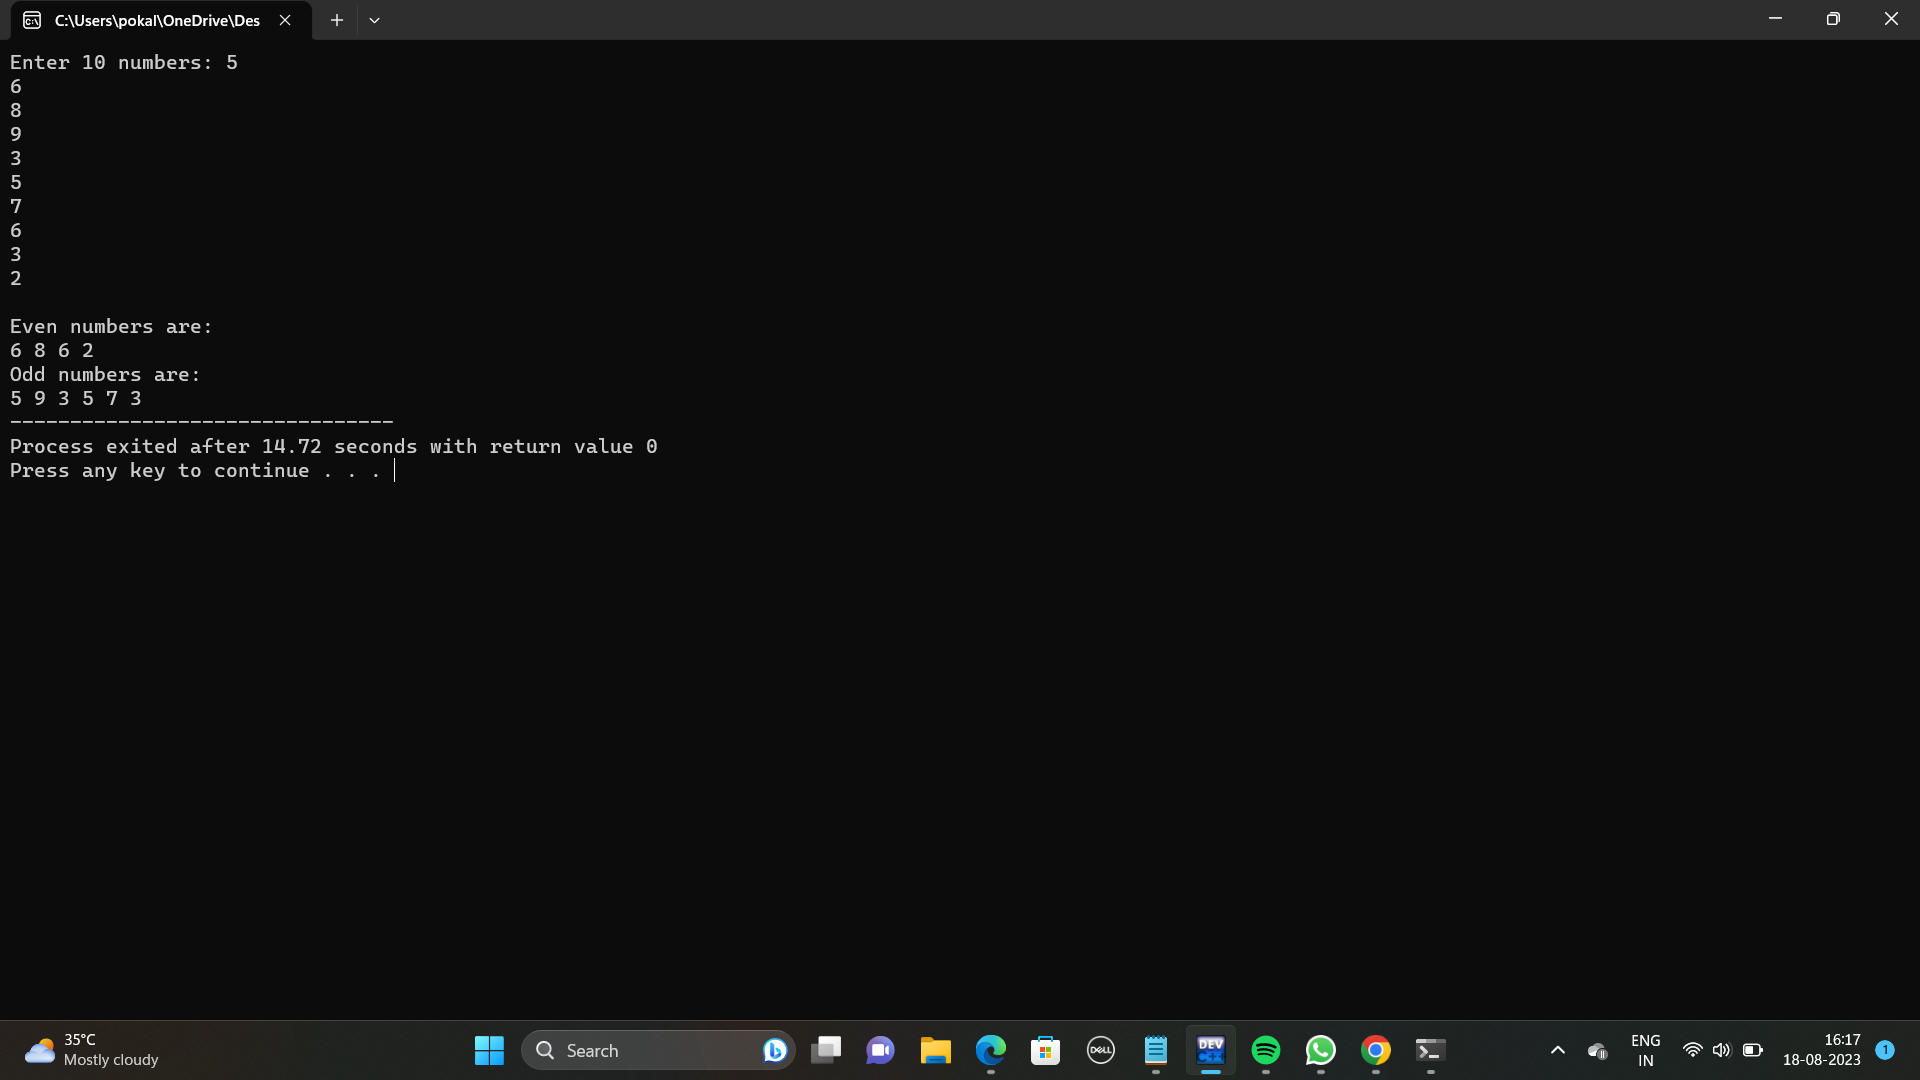 C:\Users\pokal\OneDrive\Des
Enter 10 numbers: 5
6
8
9
3
5
7
6
3
2
Even numbers are:
6 8 6 2
Odd numbers are:
5 9 3 5 7 3
--------------------------------
Process exited after 14.72 seconds with return value 0
Press any key to continue . . .
35°C
Mostly cloudy
Search
DELL
DEV
C++
ENG
IN
16:17
18-08-2023
1